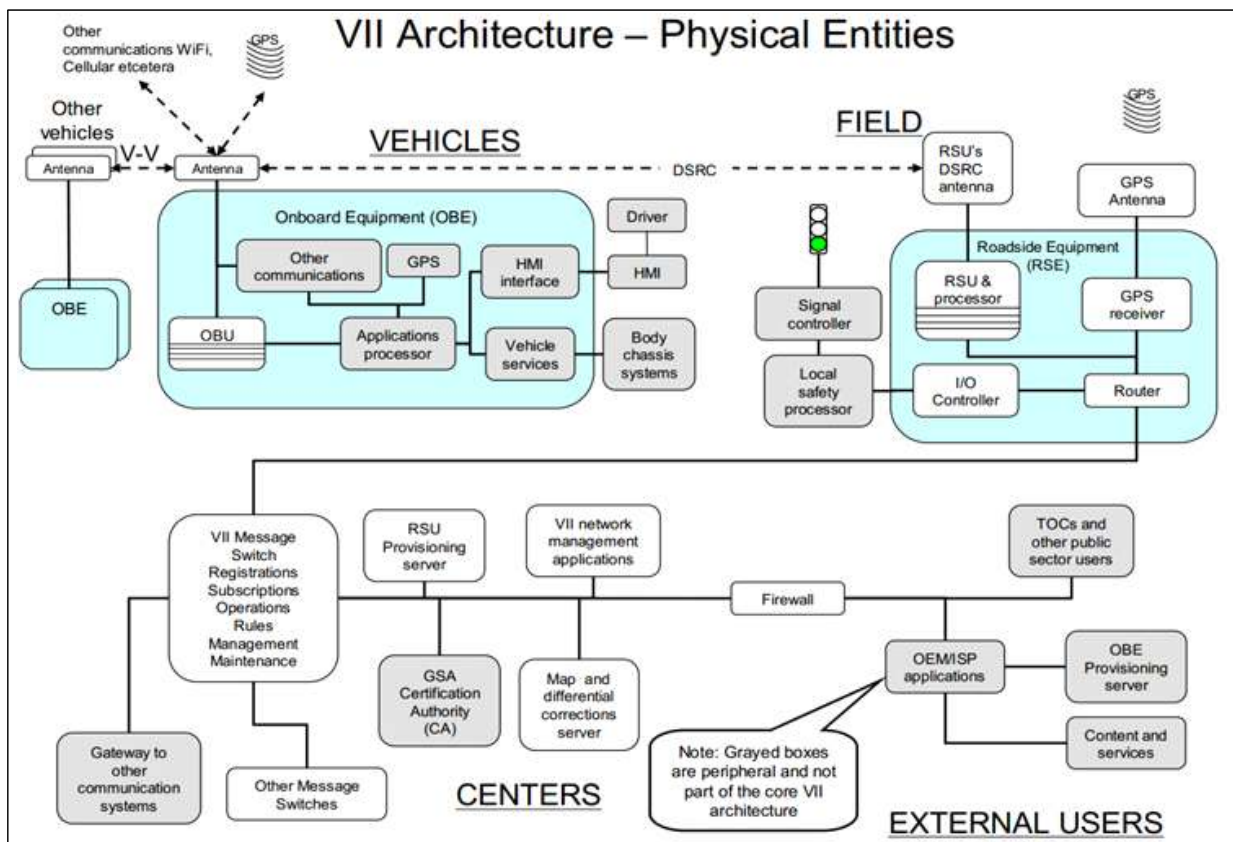 VII Architecture – Physical Entities
Other
communications WiFi,
Cellular etcetera
GPS
GPS
Other
vehicles
V-V
VEHICLES
FIELD
Antenna
Antenna
DSRC
RSU's
DSRC
antenna
GPS
Antenna
Onboard Equipment (OBE)
Driver
Other
communications
GPS
HMI
interface
HMI
Roadside Equipment
(RSE)
OBE
OBU
Applications
processor
Vehicle
services
Body
chassis
systems
Signal
controller
RSU &
processor
GPS
receiver
Local
safety
processor
I/O
Controller
Router
VII Message
Switch
Registrations
Subscriptions
Operations
Rules
Management
Maintenance
RSU
Provisioning
server
VII network
management
applications
TOCs and
other public
sector users
Firewall
GSA
Certification
Authority
(CA)
Map and
differential
corrections
server
OEM/ISP
applications
OBE
Provisioning
server
Gateway to
other
communication
systems
Other Message
Switches
CENTERS
Note: Grayed boxes
are peripheral and not
part of the core VII
architecture
Content and
services
EXTERNAL USERS